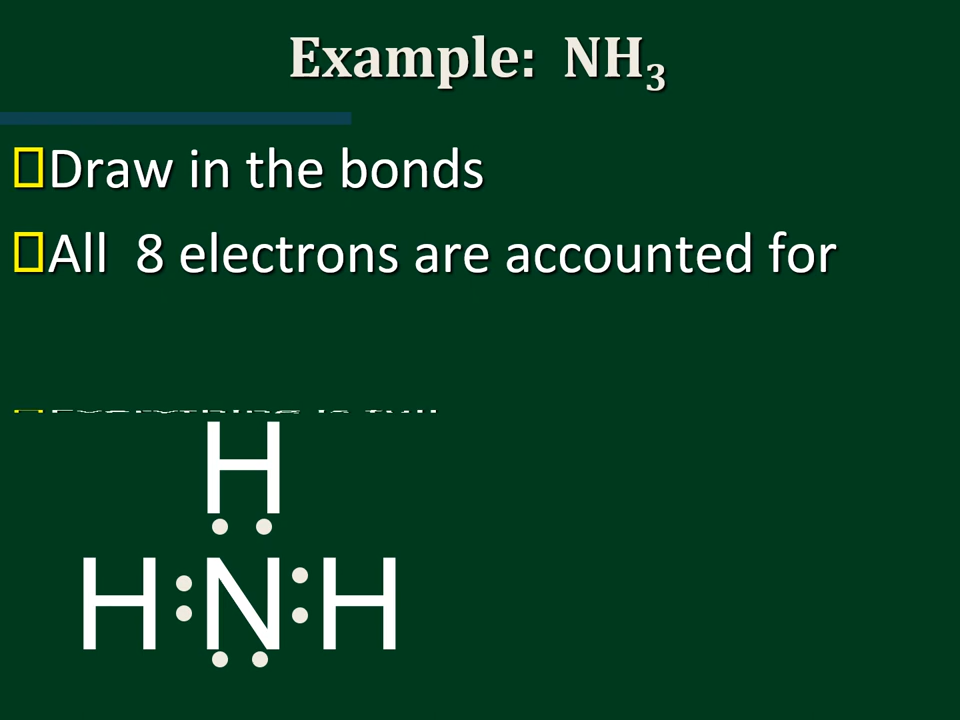 Example: NH₃
Draw in the bonds
All 8 electrons are accounted for
H
H N H